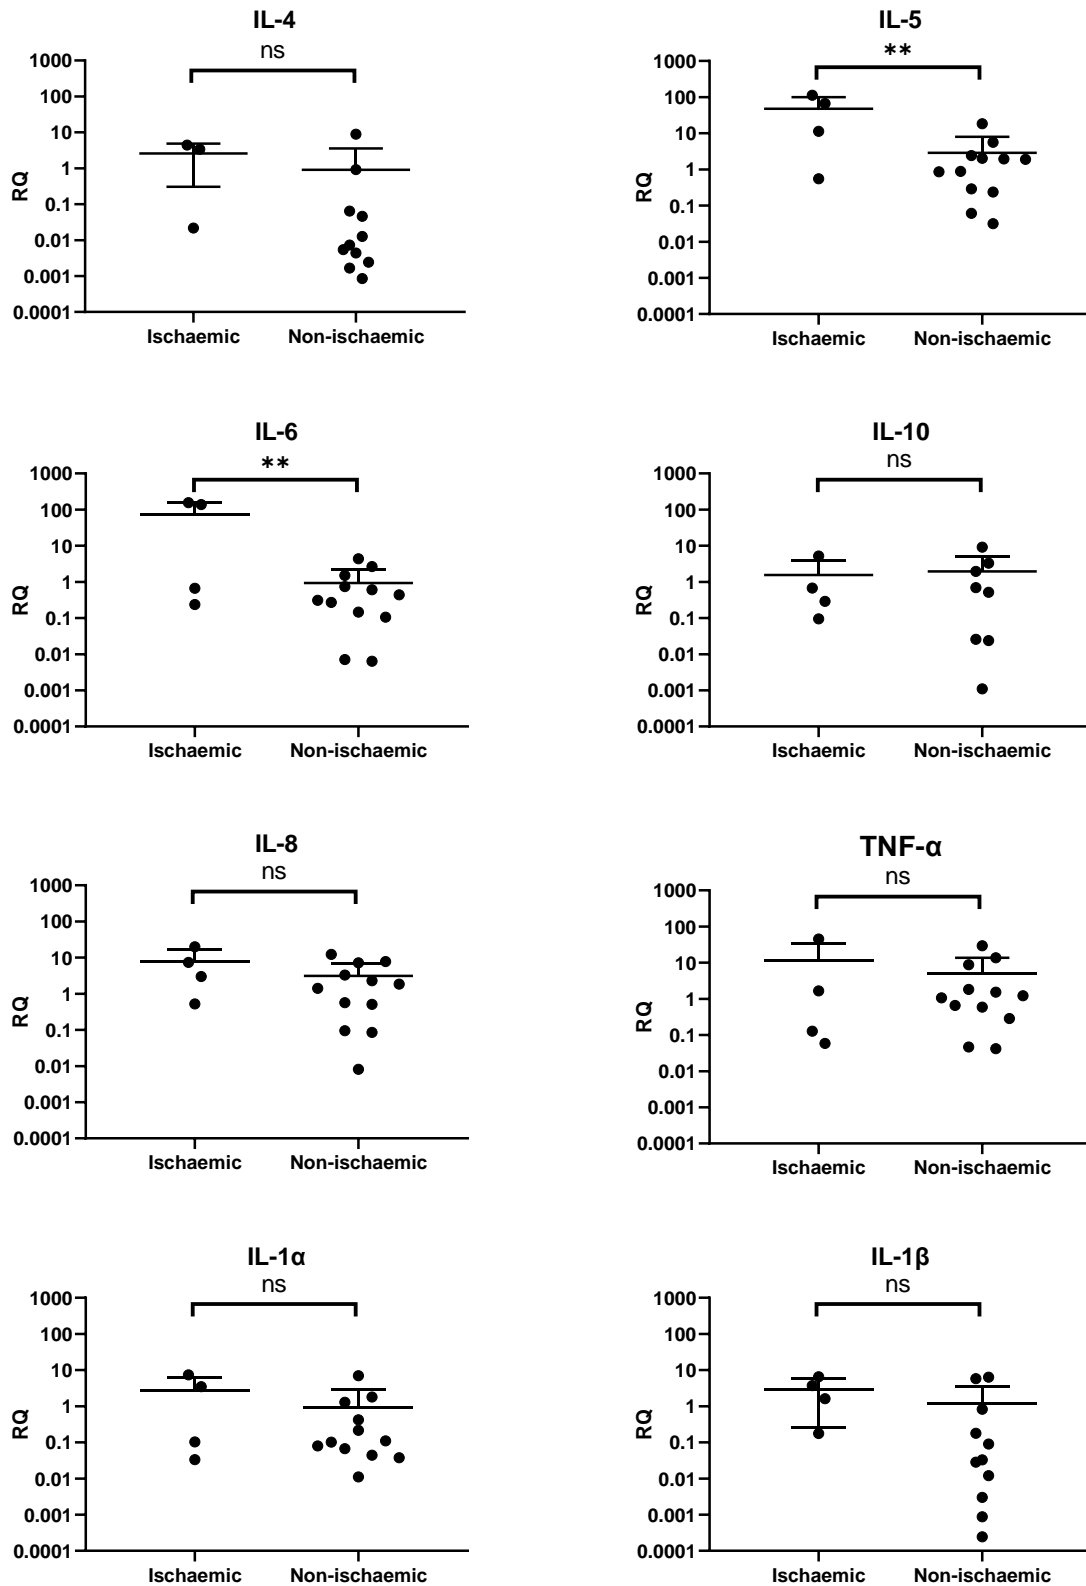 IL-4
ns
1000
100
10
1
0.1
0.01
0.001
0.0001
RQ
Ischaemic
Non-ischaemic
IL-5
**
1000
100
10
1
0.1
0.01
0.001
0.0001
RQ
Ischaemic
Non-ischaemic
IL-6
**
1000
100
10
1
0.1
0.01
0.001
0.0001
RQ
Ischaemic
Non-ischaemic
IL-10
ns
1000
100
10
1
0.1
0.01
0.001
0.0001
RQ
Ischaemic
Non-ischaemic
IL-8
ns
1000
100
10
1
0.1
0.01
0.001
0.0001
RQ
Ischaemic
Non-ischaemic
TNF-α
ns
1000
100
10
1
0.1
0.01
0.001
0.0001
RQ
Ischaemic
Non-ischaemic
IL-1α
ns
1000
100
10
1
0.1
0.01
0.001
0.0001
RQ
Ischaemic
Non-ischaemic
IL-1β
ns
1000
100
10
1
0.1
0.01
0.001
0.0001
RQ
Ischaemic
Non-ischaemic